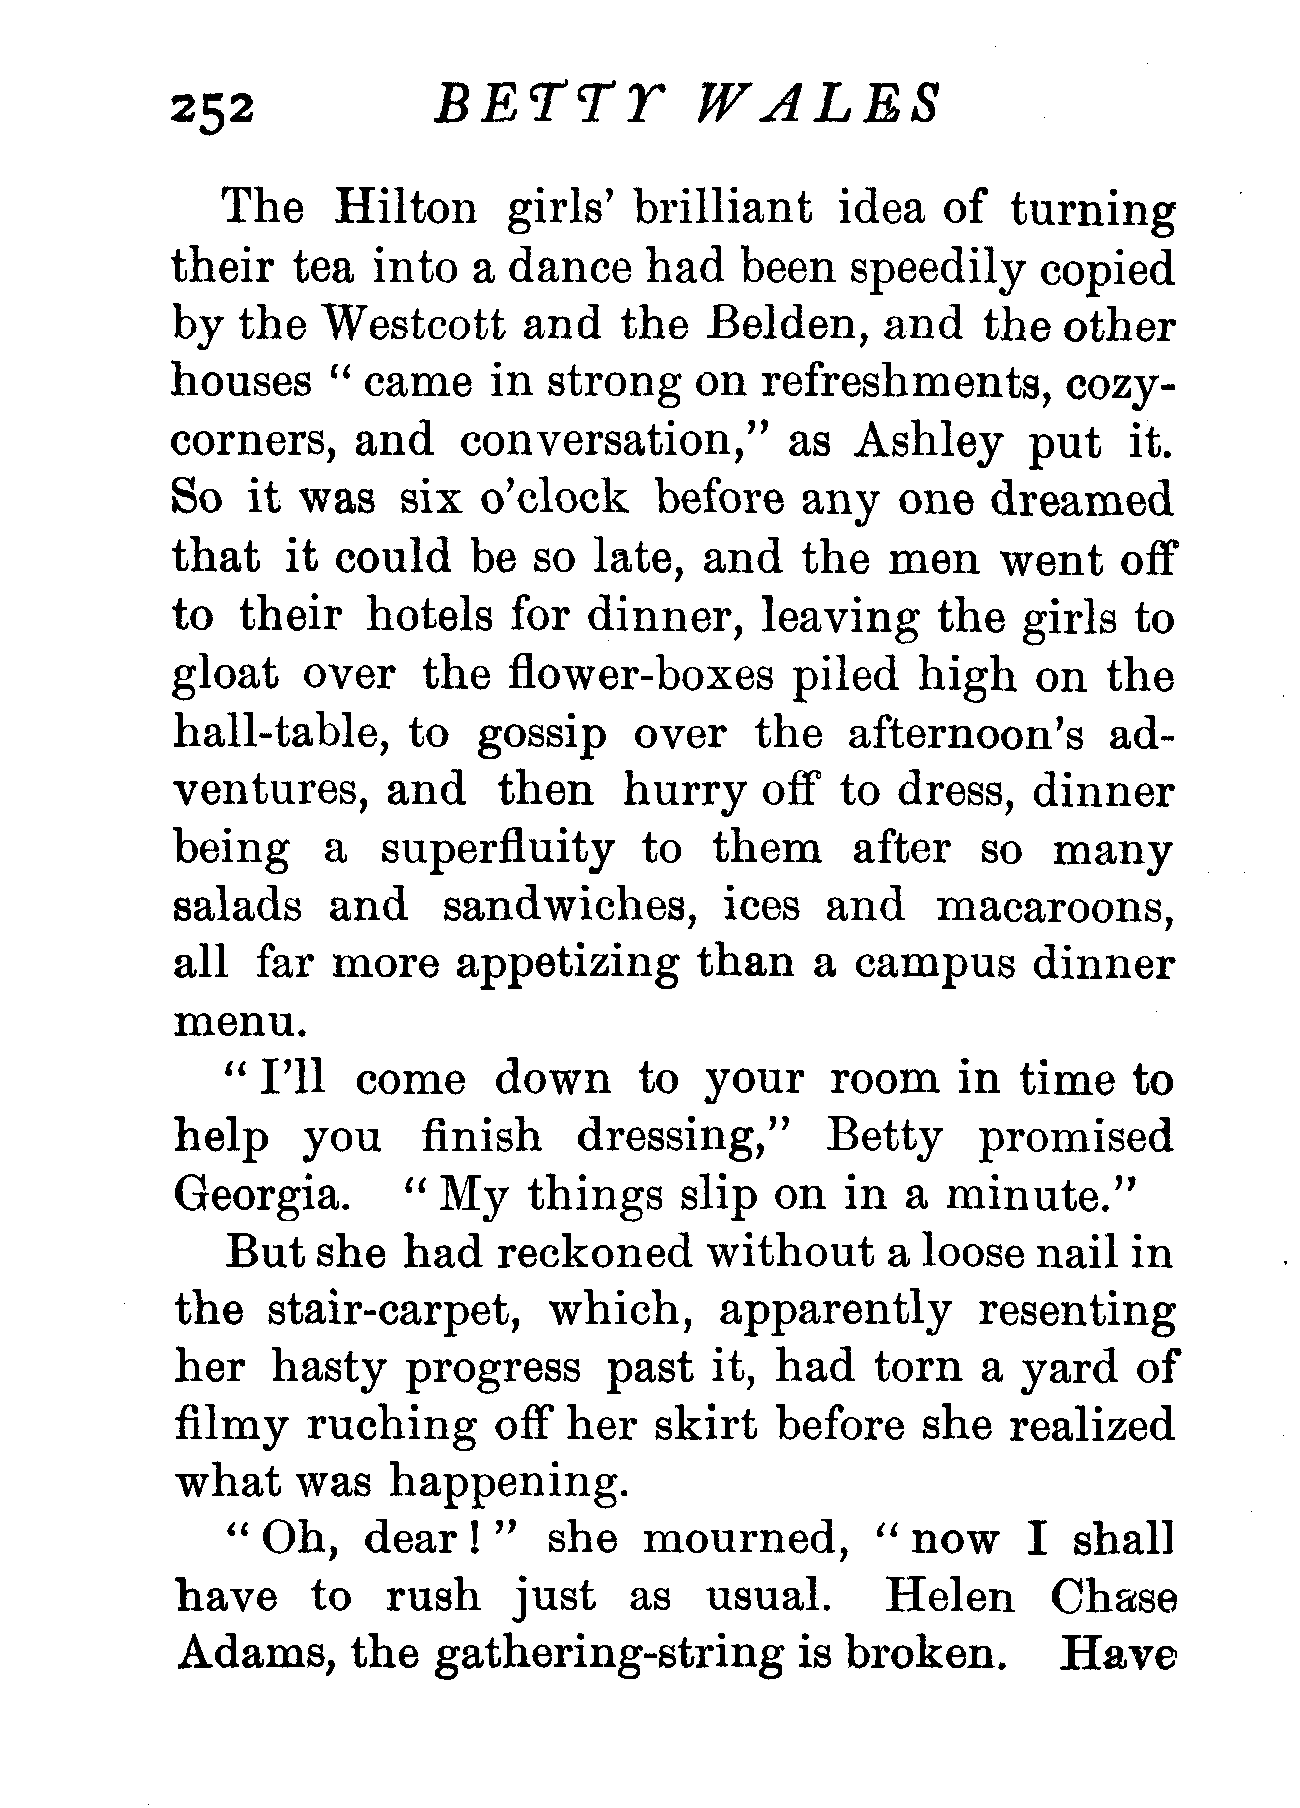 252 BETTY WALES
The Hilton girls' brilliant idea of turning
their tea into a dance had been speedily copied
by the Westcott and the Belden, and the other
houses " came in strong on refreshments, cozy-
corners, and conversation," as Ashley put it.
So it was six o'clock before any one dreamed
that it could be so late, and the men went off
to their hotels for dinner, leaving the girls to
gloat over the flower-boxes piled high on the
hall-table, to gossip over the afternoon's ad-
ventures, and then hurry off to dress, dinner
being a superfluity to them after so many
salads and sandwiches, ices and macaroons,
all far more appetizing than a campus dinner
menu.
" I'll come down to your room in time to
help you finish dressing," Betty promised
Georgia. " My things slip on in a minute."
But she had reckoned without a loose nail in
the stair-carpet, which, apparently resenting
her hasty progress past it, had torn a yard of
filmy ruching off her skirt before she realized
what was happening.
" Oh, dear ! " she mourned, " now I shall
have to rush just as usual. Helen Chase
Adams, the gathering-string is broken. Have